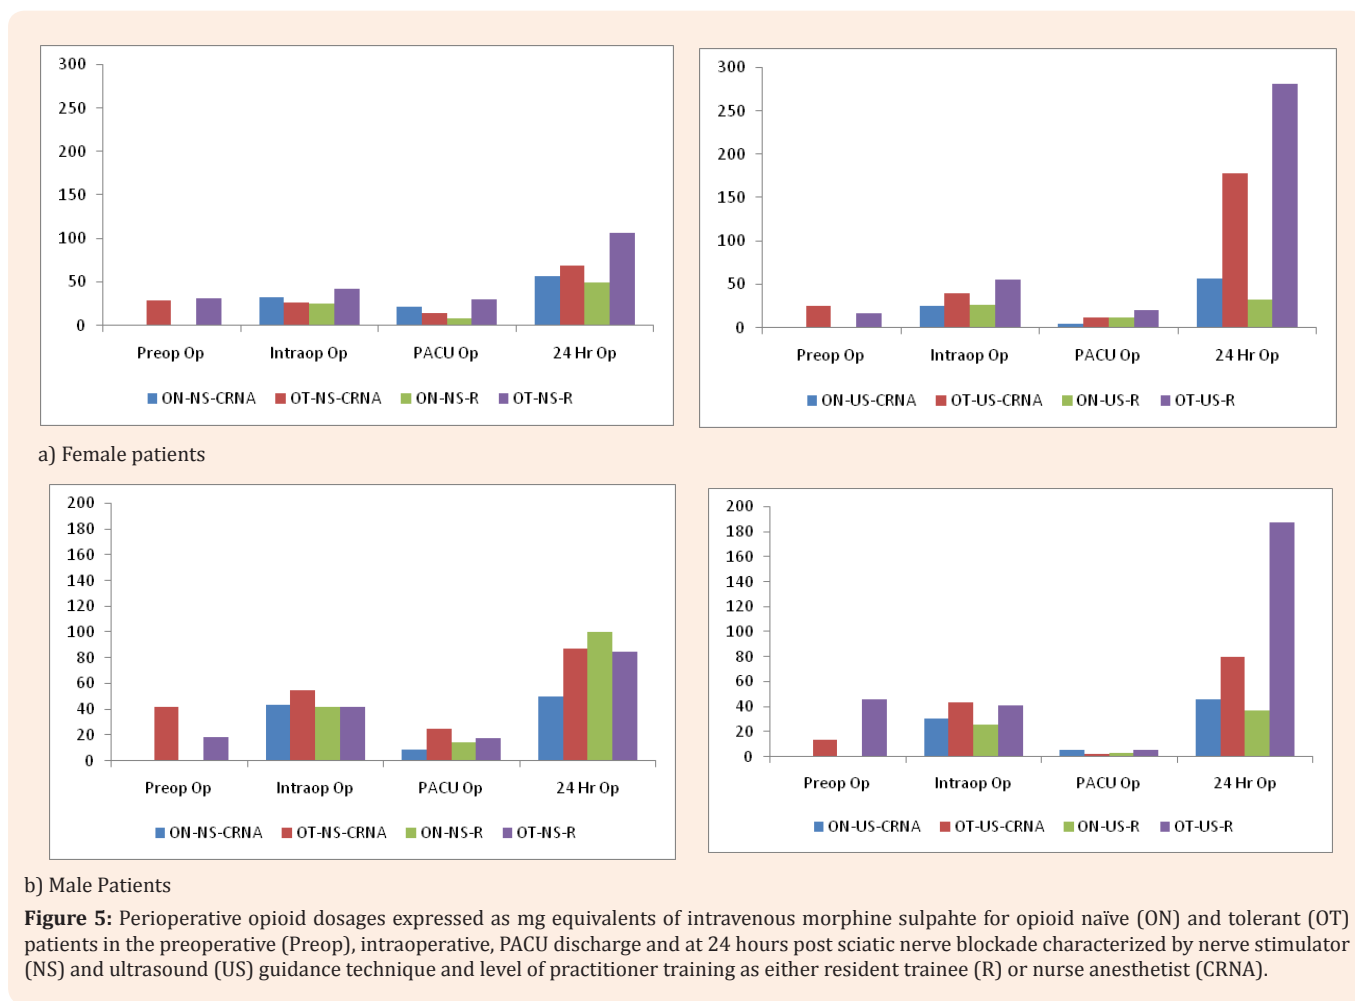 300
250
200
150
100
50
0
Preop Op Intraop Op PACU Op 24 Hr Op
ON-NS-CRNA OT-NS-CRNA ON-NS-R OT-NS-R
300
250
200
150
100
50
0
Preop Op Intraop Op PACU Op 24 Hr Op
ON-US-CRNA OT-US-CRNA ON-US-R OT-US-R
a) Female patients
200
180
160
140
120
100
80
60
40
20
0
Preop Op Intraop Op PACU Op 24 Hr Op
ON-NS-CRNA OT-NS-CRNA ON-NS-R OT-NS-R
200
180
160
140
120
100
80
60
40
20
0
Preop Op Intraop Op PACU Op 24 Hr Op
ON-US-CRNA OT-US-CRNA ON-US-R OT-US-R
b) Male Patients
Figure 5: Perioperative opioid dosages expressed as mg equivalents of intravenous morphine sulpahte for opioid naïve (ON) and tolerant (OT)
patients in the preoperative (Preop), intraoperative, PACU discharge and at 24 hours post sciatic nerve blockade characterized by nerve stimulator
(NS) and ultrasound (US) guidance technique and level of practitioner training as either resident trainee (R) or nurse anesthetist (CRNA).